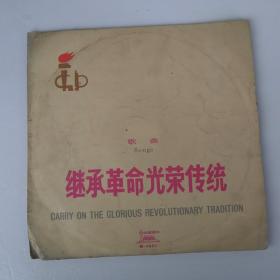 歌曲
Songs
继承革命光荣传统
CARRY ON THE GLORIOUS REVOLUTIONARY TRADITION